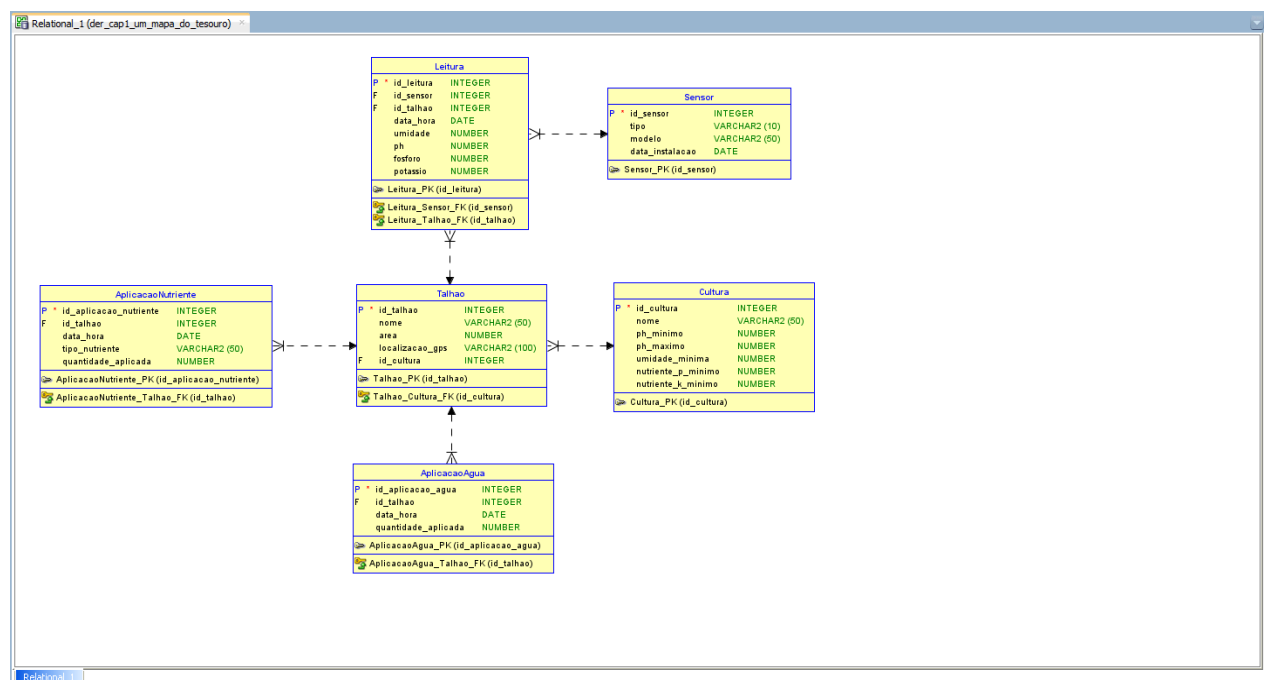 Relational_1 (der_cap1_um_mapa_do_tesouro)
Leitura
P * id_leitura INTEGER
F id_sensor INTEGER
F id_talhao INTEGER
data_hora DATE
umidade NUMBER
ph NUMBER
fosforo NUMBER
potassio NUMBER
Leitura_PK (id_leitura)
Leitura_Sensor_FK (id_sensor)
Leitura_Talhao_FK (id_talhao)
Sensor
P * id_sensor INTEGER
tipo VARCHAR2 (10)
modelo VARCHAR2 (50)
data_instalacao DATE
Sensor_PK (id_sensor)
AplicacaoNutriente
P * id_aplicacao_nutriente INTEGER
F id_talhao INTEGER
data_hora DATE
tipo_nutriente VARCHAR2 (50)
quantidade_aplicada NUMBER
AplicacaoNutriente_PK (id_aplicacao_nutriente)
AplicacaoNutriente_Talhao_FK (id_talhao)
Talhao
P * id_talhao INTEGER
nome VARCHAR2 (50)
area NUMBER
localizacao_gps VARCHAR2 (100)
F id_cultura INTEGER
Talhao_PK (id_talhao)
Talhao_Cultura_FK (id_cultura)
Cultura
P * id_cultura INTEGER
nome VARCHAR2 (50)
ph_minimo NUMBER
ph_maximo NUMBER
umidade_minima NUMBER
nutriente_p_minimo NUMBER
nutriente_k_minimo NUMBER
Cultura_PK (id_cultura)
AplicacaoAgua
P * id_aplicacao_agua INTEGER
F id_talhao INTEGER
data_hora DATE
quantidade_aplicada NUMBER
AplicacaoAgua_PK (id_aplicacao_agua)
AplicacaoAgua_Talhao_FK (id_talhao)
Relational_1